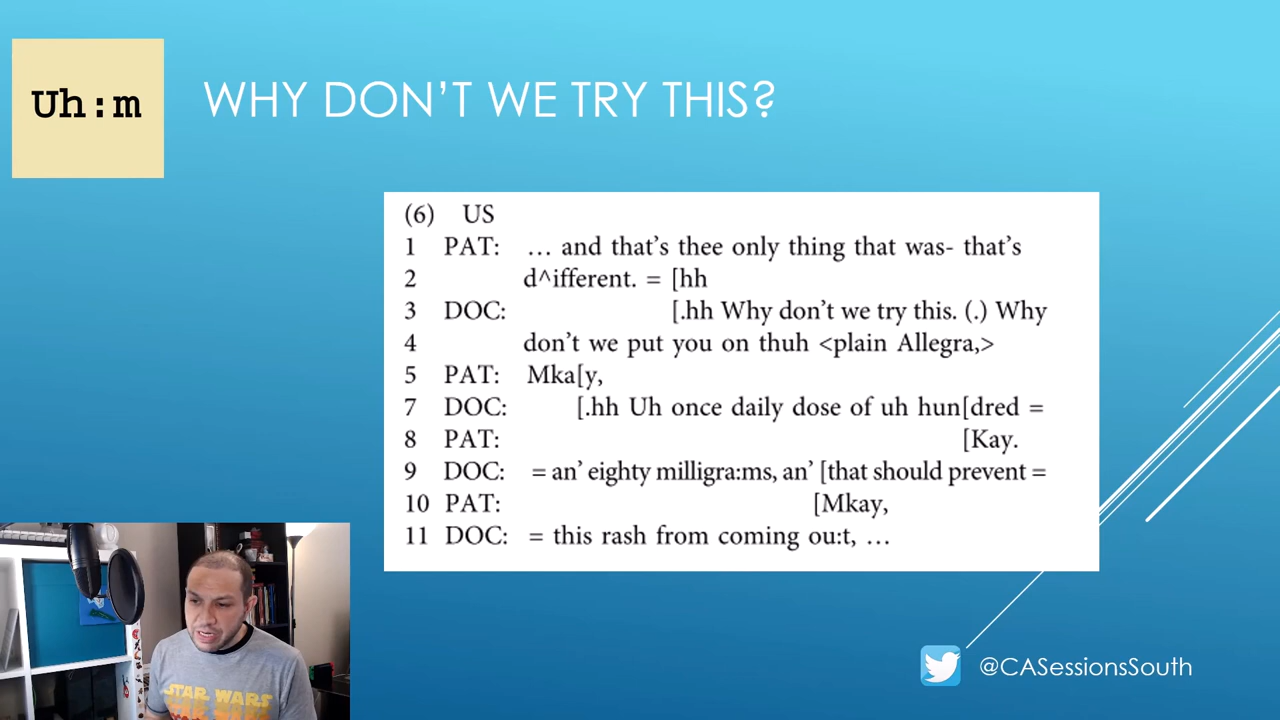 Uh:m
WHY DON'T WE TRY THIS?
(6) US
1 PAT: … and that's thee only thing that was- that's
2 d^ifferent. = [hh
3 DOC: [.hh Why don't we try this. (.) Why
4 don't we put you on thuh <plain Allegra,>
5 PAT: Mka[y,
7 DOC: [.hh Uh once daily dose of uh hun[dred =
8 PAT: [Kay.
9 DOC: = an' eighty milligra:ms, an' [that should prevent =
10 PAT: [Mkay,
11 DOC: = this rash from coming ou:t, …
STAR WARS
@CASessionsSouth